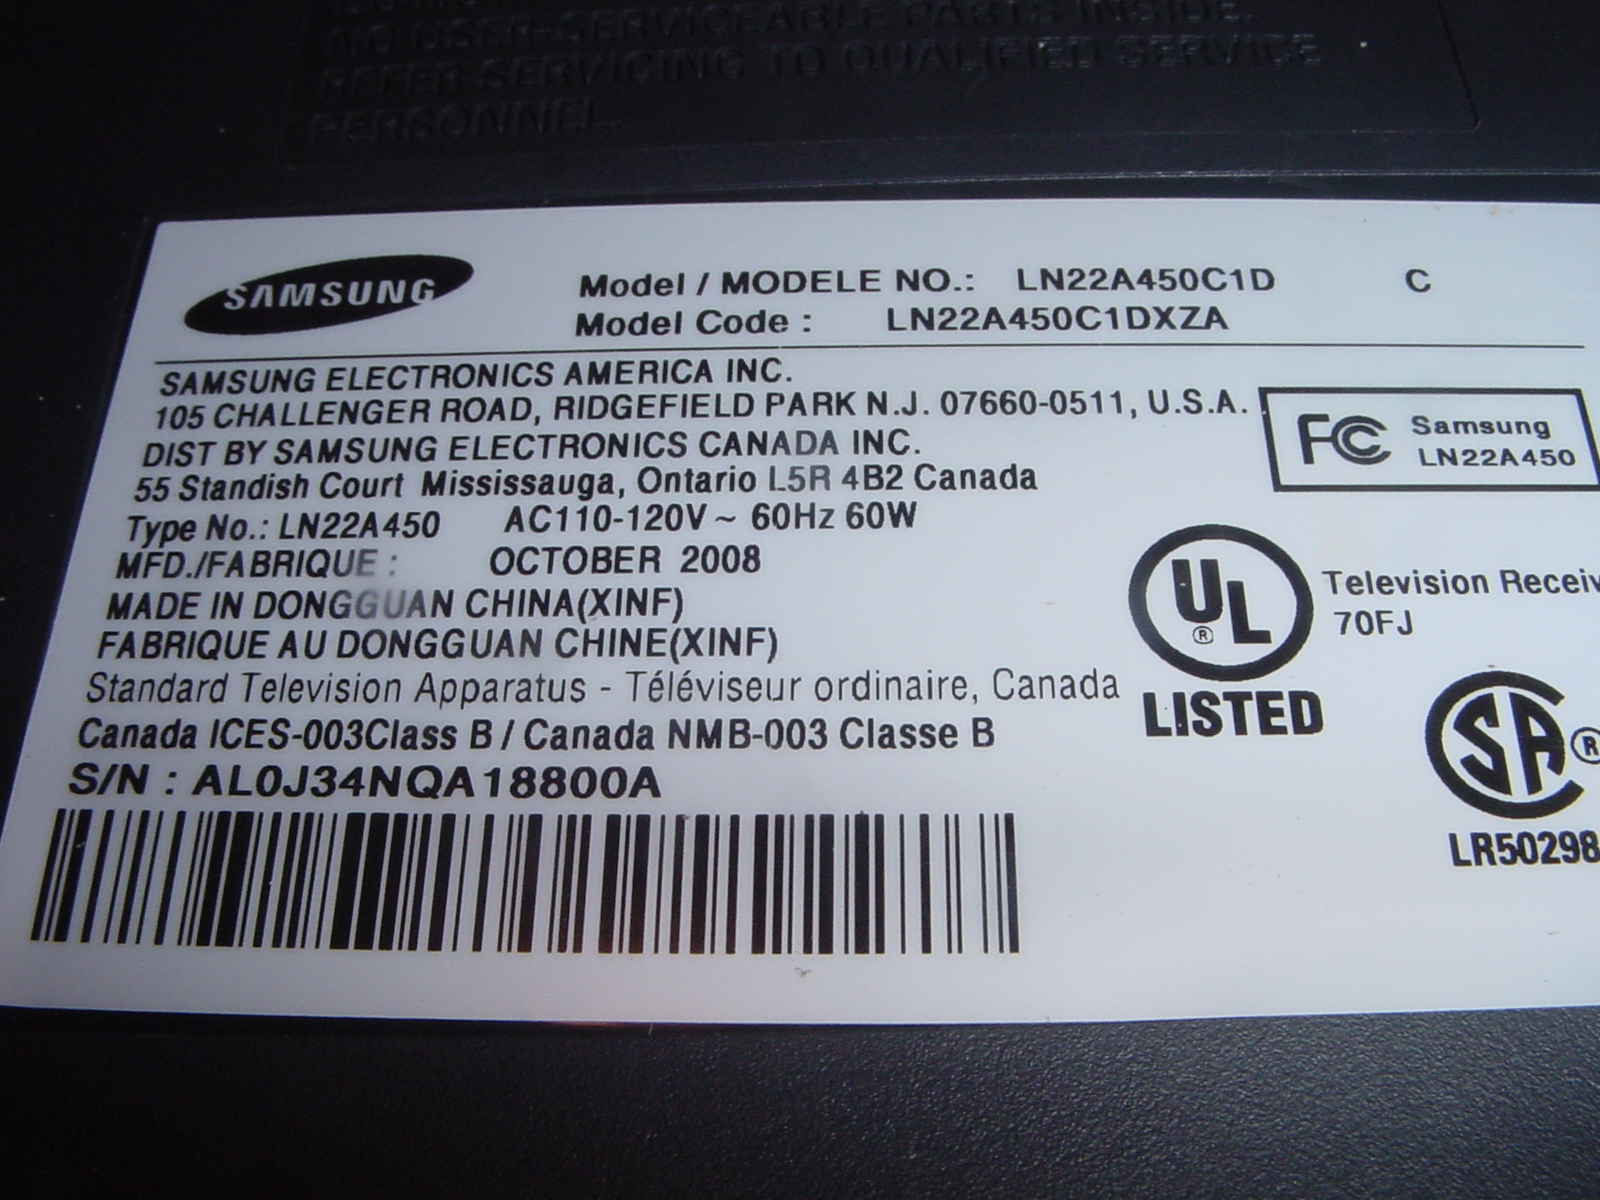 NO USER-SERVICEABLE PARTS INSIDE.
REFER SERVICING TO QUALIFIED SERVICE
PERSONNEL.
SAMSUNG
Model / MODELE NO.: LN22A450C1D C
Model Code : LN22A450C1DXZA
SAMSUNG ELECTRONICS AMERICA INC.
105 CHALLENGER ROAD, RIDGEFIELD PARK N.J. 07660-0511, U.S.A.
DIST BY SAMSUNG ELECTRONICS CANADA INC.
55 Standish Court Mississauga, Ontario L5R 4B2 Canada
Type No.: LN22A450 AC110-120V ~ 60Hz 60W
MFD./FABRIQUE : OCTOBER 2008
MADE IN DONGGUAN CHINA(XINF)
FABRIQUE AU DONGGUAN CHINE(XINF)
Standard Television Apparatus - Téléviseur ordinaire, Canada
Canada ICES-003Class B / Canada NMB-003 Classe B
S/N : AL0J34NQA18800A
FC Samsung
LN22A450
UL ®
LISTED
Television Receiv
70FJ
SA ®
LR50298